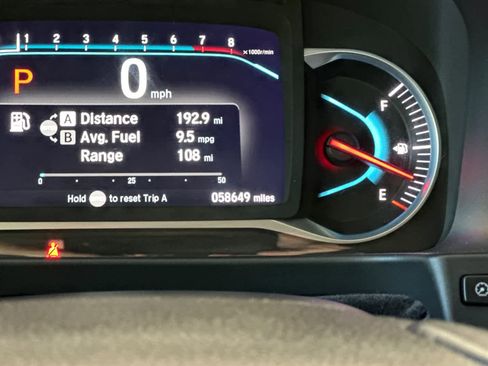 1 2 3 4 5 6 7 8 ×1000r/min
P 0 mph
A Distance 192.9 mi
B Avg. Fuel 9.5 mpg
Range 108 mi
0 25 50
Hold to reset Trip A 058649 miles
F
E